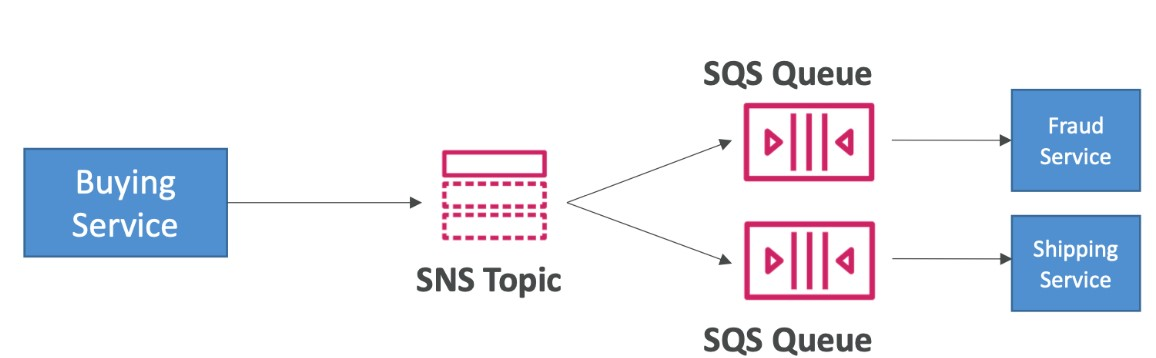 Buying
Service
SNS Topic
SQS Queue
SQS Queue
Fraud
Service
Shipping
Service